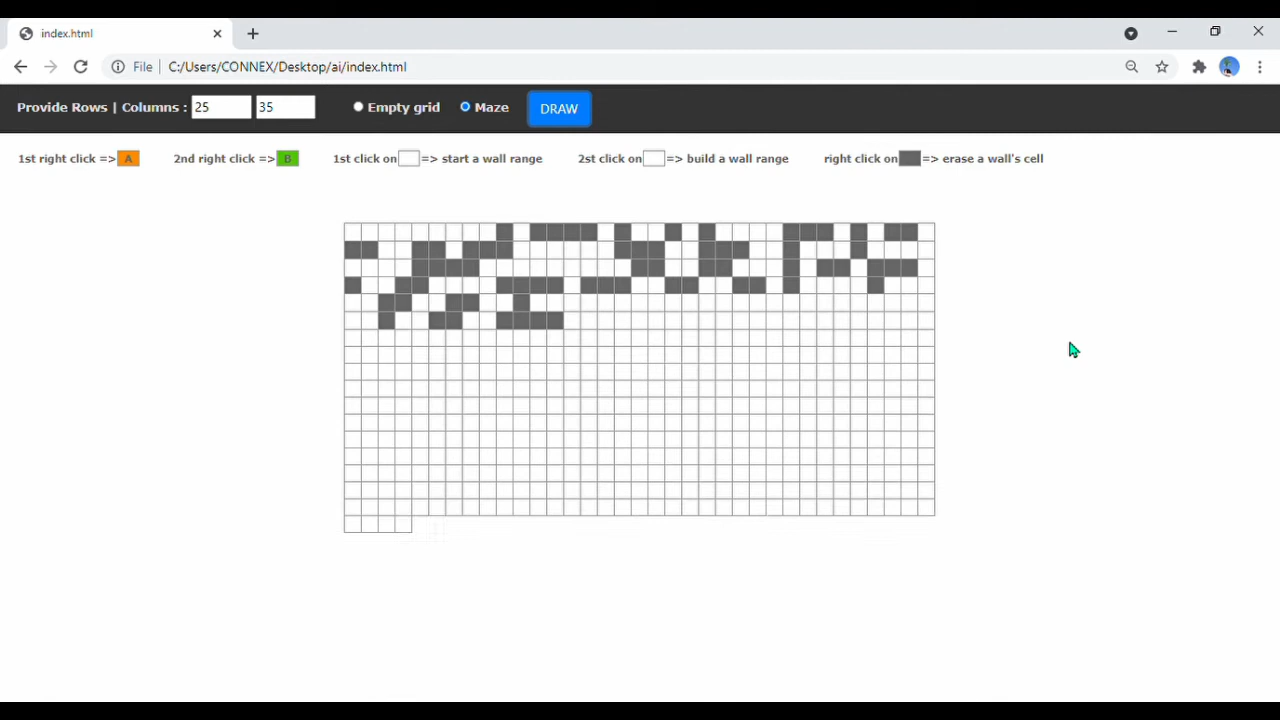 index.html
File C:/Users/CONNEX/Desktop/ai/index.html
Provide Rows | Columns : 25 35 Empty grid Maze DRAW
1st right click => A 2nd right click => B 1st click on => start a wall range 2st click on => build a wall range right click on => erase a wall's cell